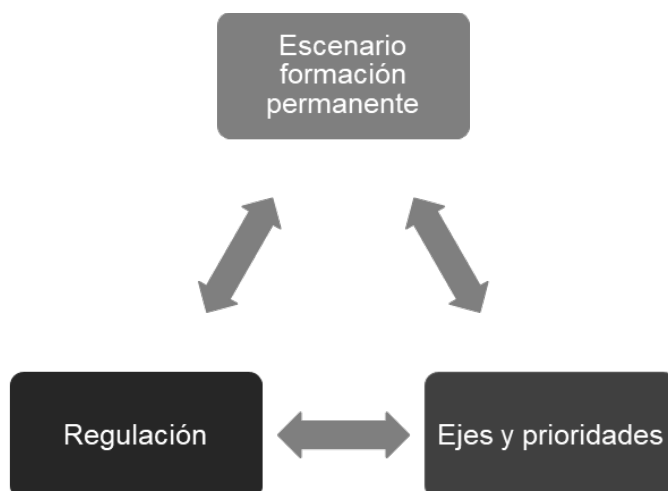 Escenario
formación
permanente
Regulación
Ejes y prioridades